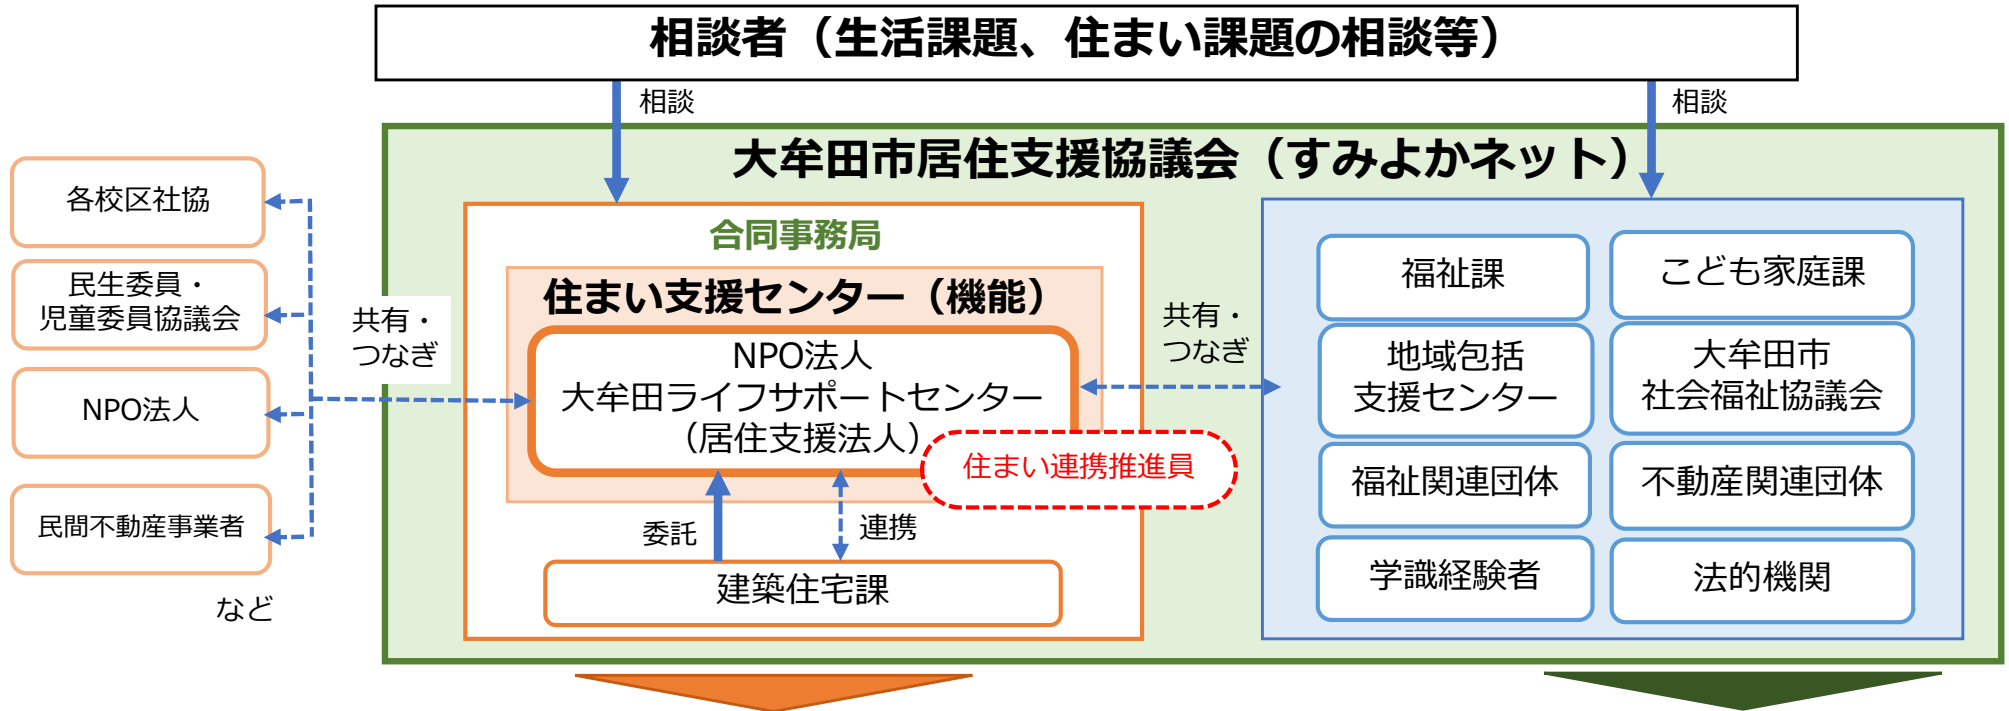 相談者（生活課題、住まい課題の相談等）
相談
相談
大牟田市居住支援協議会（すみよかネット）
各校区社協
民生委員・
児童委員協議会
NPO法人
民間不動産事業者
など
共有・
つなぎ
合同事務局
住まい支援センター（機能）
NPO法人
大牟田ライフサポートセンター
（居住支援法人）
住まい連携推進員
委託
連携
建築住宅課
共有・
つなぎ
福祉課
こども家庭課
地域包括
支援センター
大牟田市
社会福祉協議会
福祉関連団体
不動産関連団体
学識経験者
法的機関